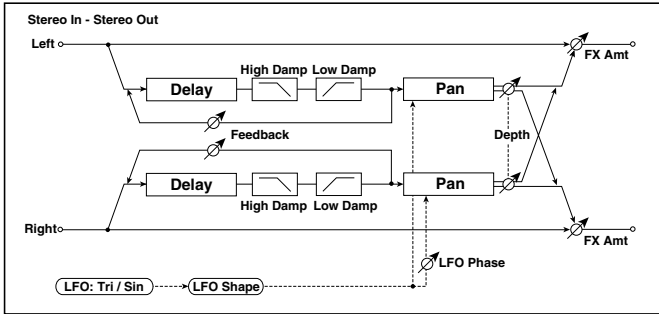 Stereo In - Stereo Out
Left
FX Amt
High Damp Low Damp
Delay
Pan
Feedback
Depth
Delay
Pan
High Damp Low Damp
Right
FX Amt
LFO Phase
LFO: Tri / Sin
LFO Shape